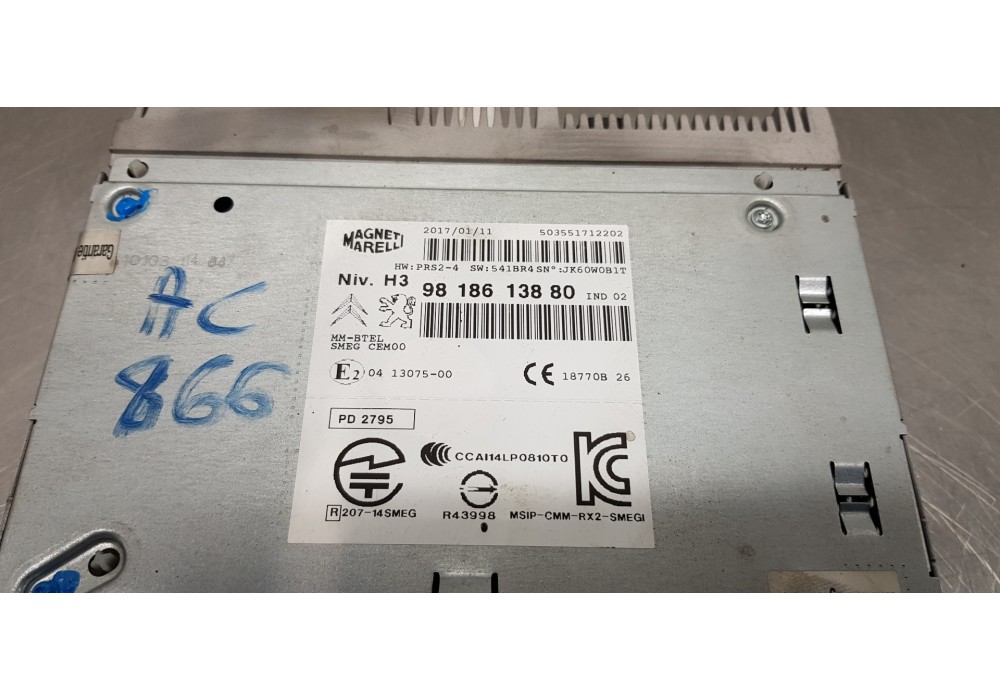 MAGNETI
MARELLI
2017/01/11 503551712202
HW:PRS2-4 SW:541BR4 SN°:JK60W0B1T
Niv. H3 98 186 138 80 IND 02
MM-BTEL
SMEG CEM00
E2 04 13075-00 CE 18770B 26
PD 2795
CCAI14LP0810T0
R 207-14SMEG R43998 MSIP-CMM-RX2-SMEGI
Garantie
AC
866